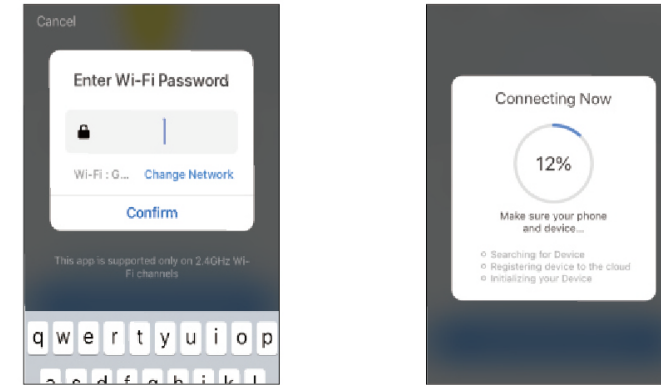 Cancel
Enter Wi-Fi Password
Wi-Fi : G... Change Network
Confirm
This app is supported only on 2.4GHz Wi-
Fi channels
q w e r t y u i o p
a s d f g h j k l
Connecting Now
12%
Make sure your phone
and device...
Searching for Device
Registering device to the cloud
Initializing your Device